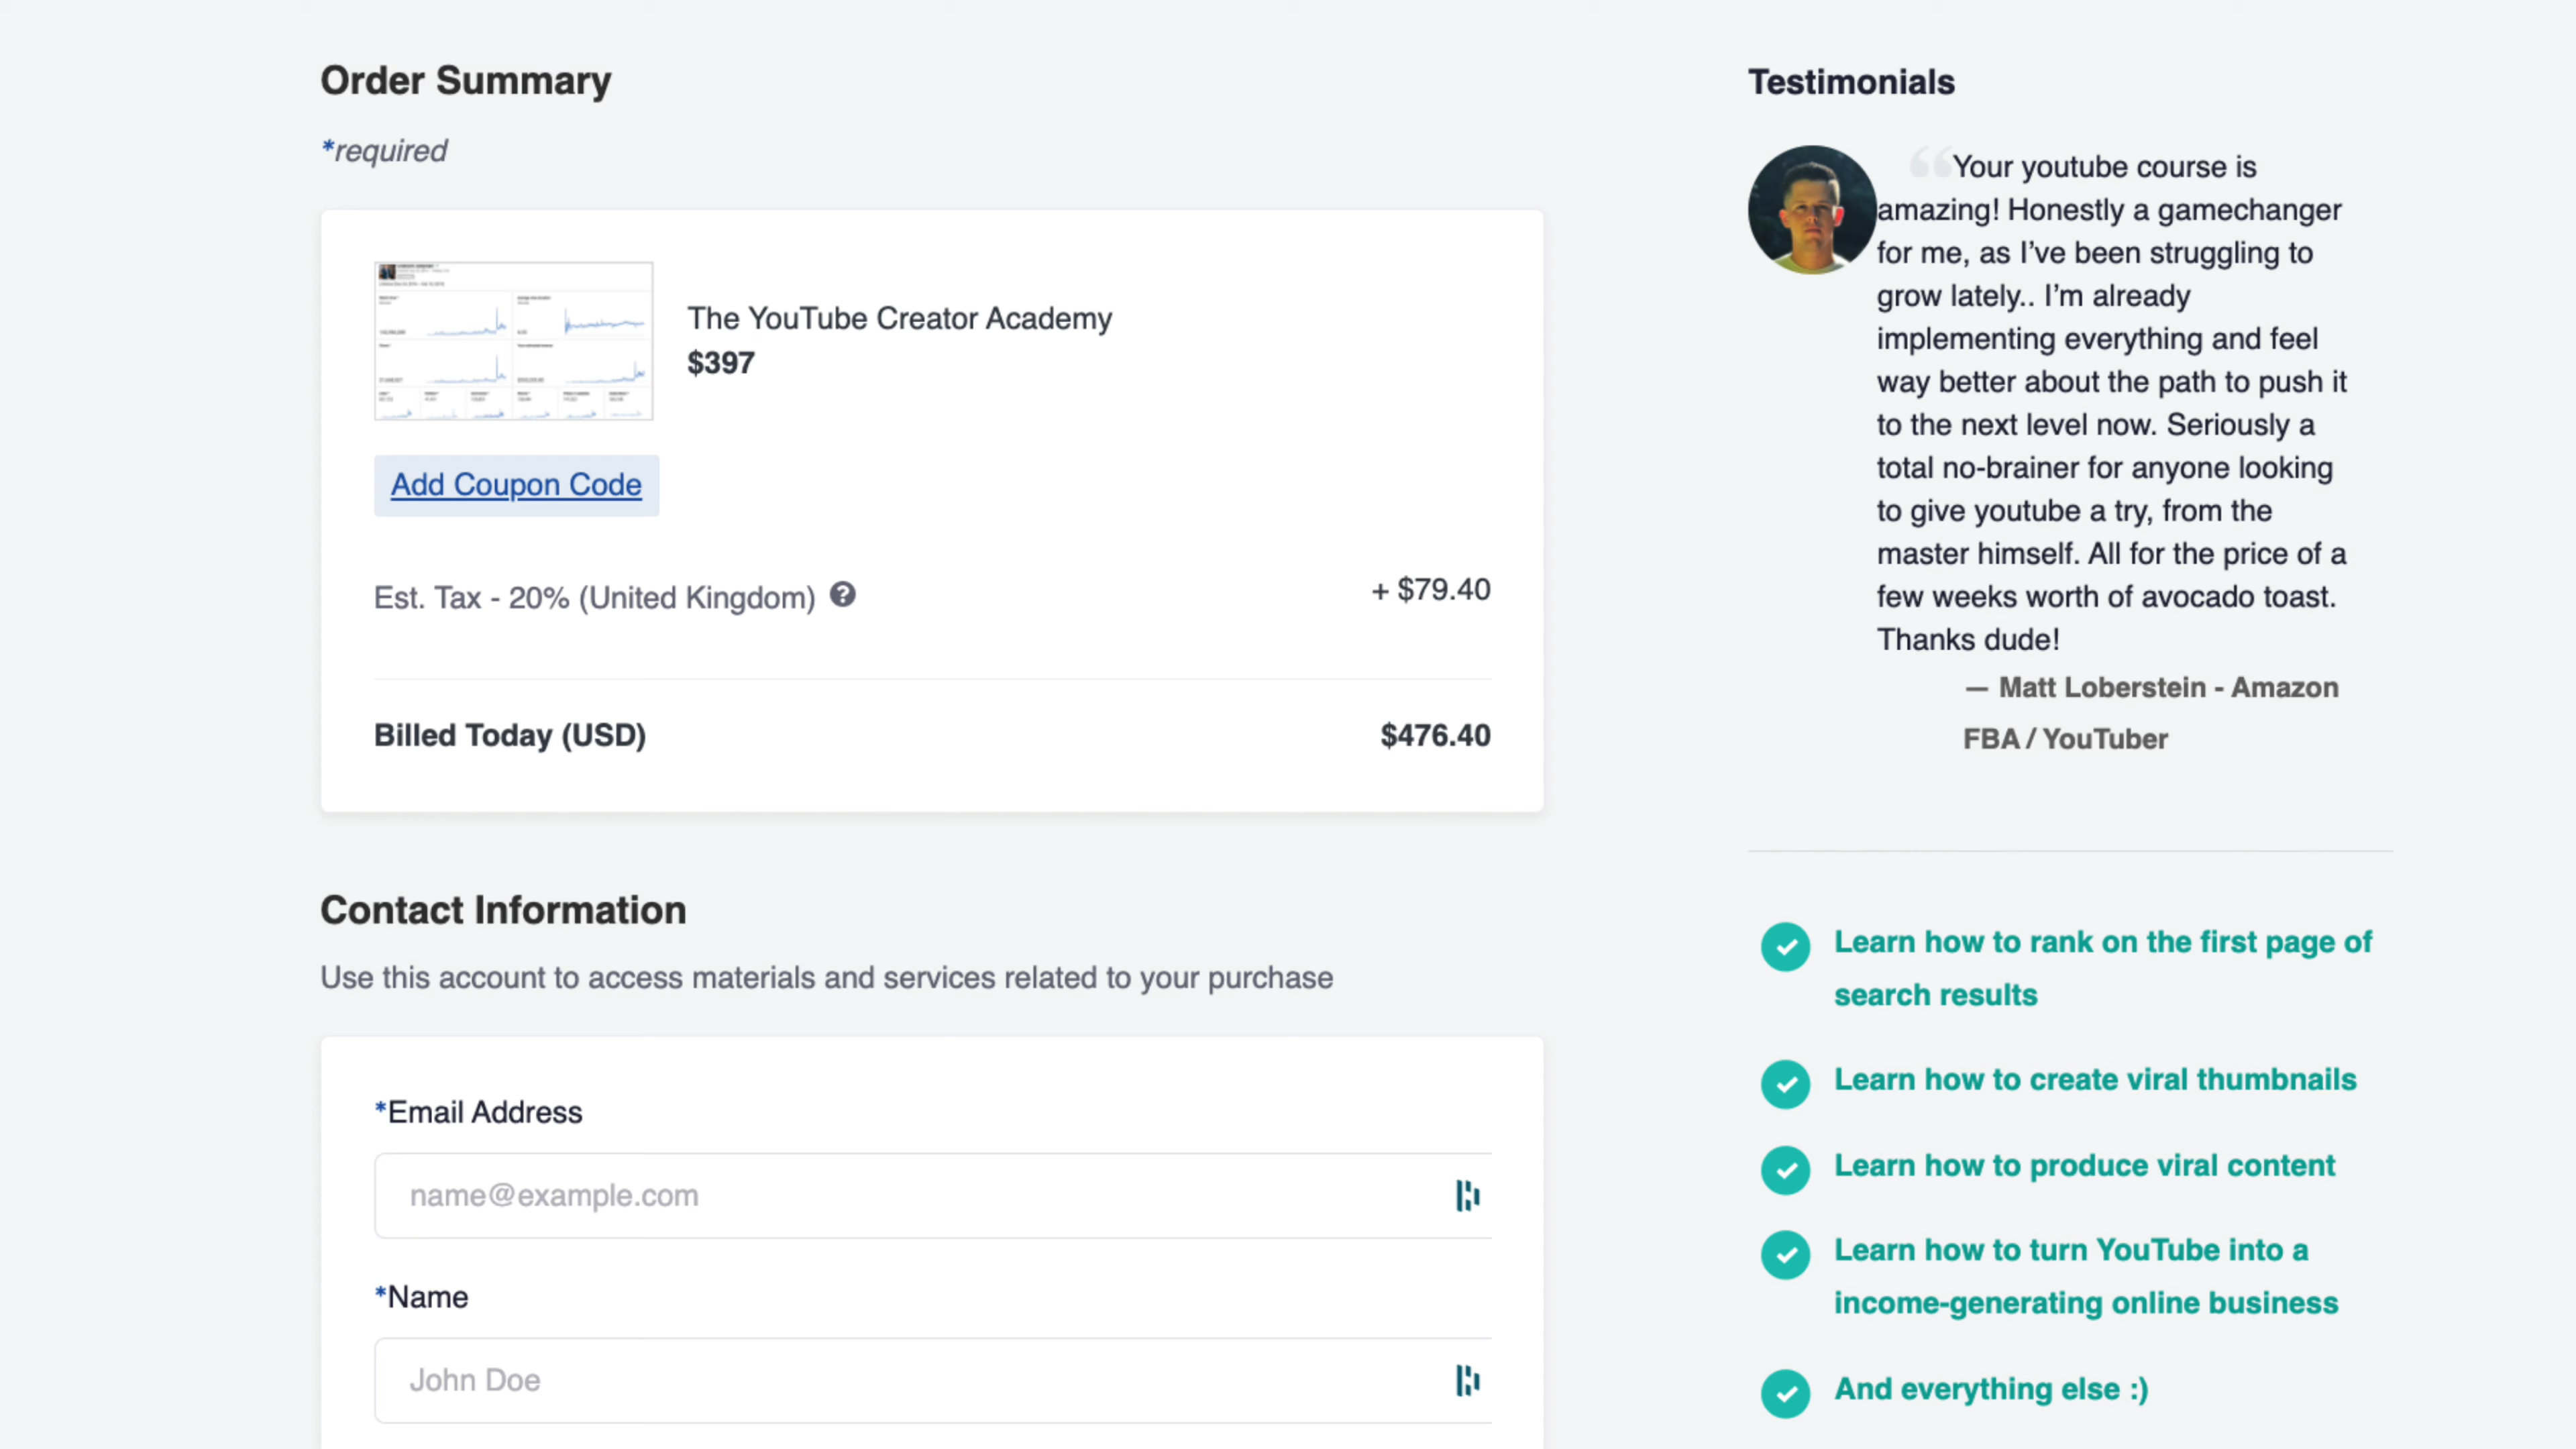 Order Summary
*required
The YouTube Creator Academy
$397
Add Coupon Code
Est. Tax - 20% (United Kingdom) ?
+ $79.40
Billed Today (USD)
$476.40
Contact Information
Use this account to access materials and services related to your purchase
*Email Address
name@example.com
*Name
John Doe
Testimonials
“Your youtube course is
amazing! Honestly a gamechanger
for me, as I’ve been struggling to
grow lately.. I’m already
implementing everything and feel
way better about the path to push it
to the next level now. Seriously a
total no-brainer for anyone looking
to give youtube a try, from the
master himself. All for the price of a
few weeks worth of avocado toast.
Thanks dude!
— Matt Loberstein - Amazon
FBA / YouTuber
Learn how to rank on the first page of
search results
Learn how to create viral thumbnails
Learn how to produce viral content
Learn how to turn YouTube into a
income-generating online business
And everything else :)